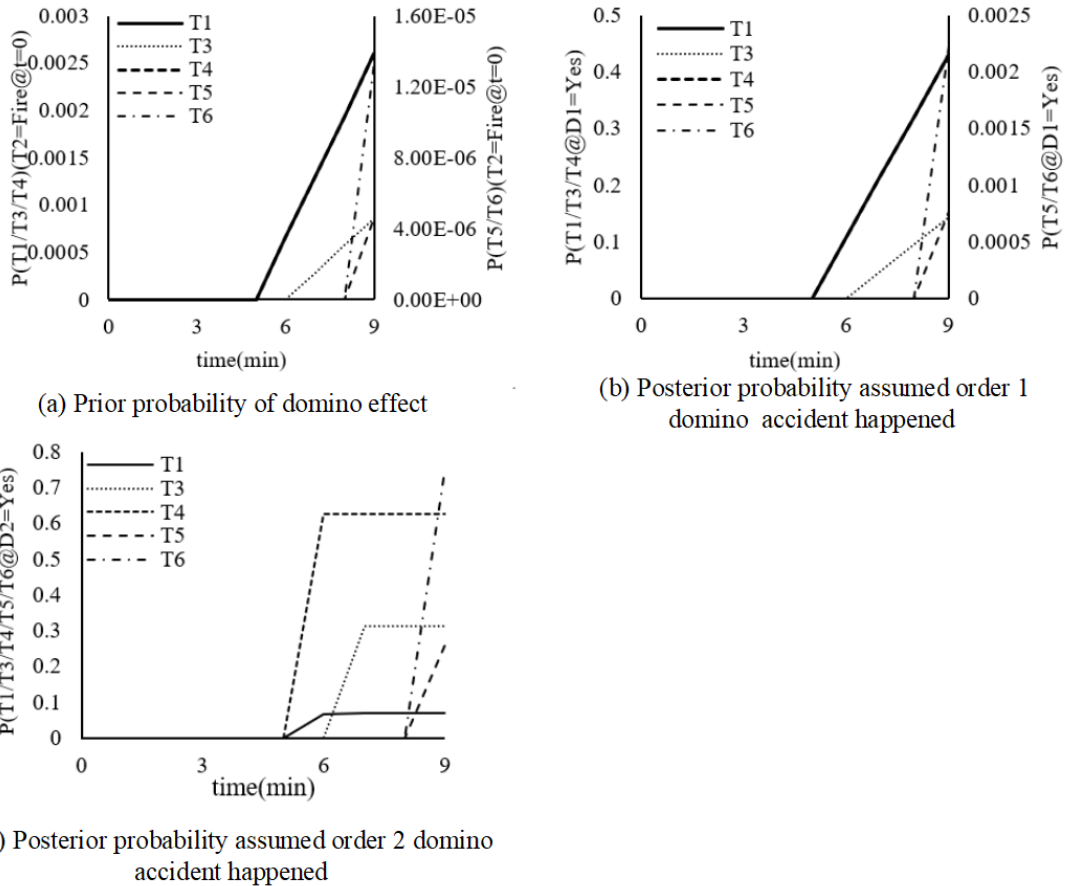 P(T1/T3/T4)(T2=Fire@t=0)
0.003
0.0025
0.002
0.0015
0.001
0.0005
0
T1
T3
T4
T5
T6
1.60E-05
1.20E-05
8.00E-06
4.00E-06
0.00E+00
P(T5/T6)(T2=Fire@t=0)
0 3 6 9
time(min)
(a) Prior probability of domino effect
P(T1/T3/T4@D1=Yes)
0.5
0.4
0.3
0.2
0.1
0
T1
T3
T4
T5
T6
0.0025
0.002
0.0015
0.001
0.0005
0
P(T5/T6@D1=Yes)
0 3 6 9
time(min)
(b) Posterior probability assumed order 1
domino accident happened
P(T1/T3/T4/T5/T6@D2=Yes)
0.8
0.7
0.6
0.5
0.4
0.3
0.2
0.1
0
T1
T3
T4
T5
T6
0 3 6 9
time(min)
) Posterior probability assumed order 2 domino
accident happened